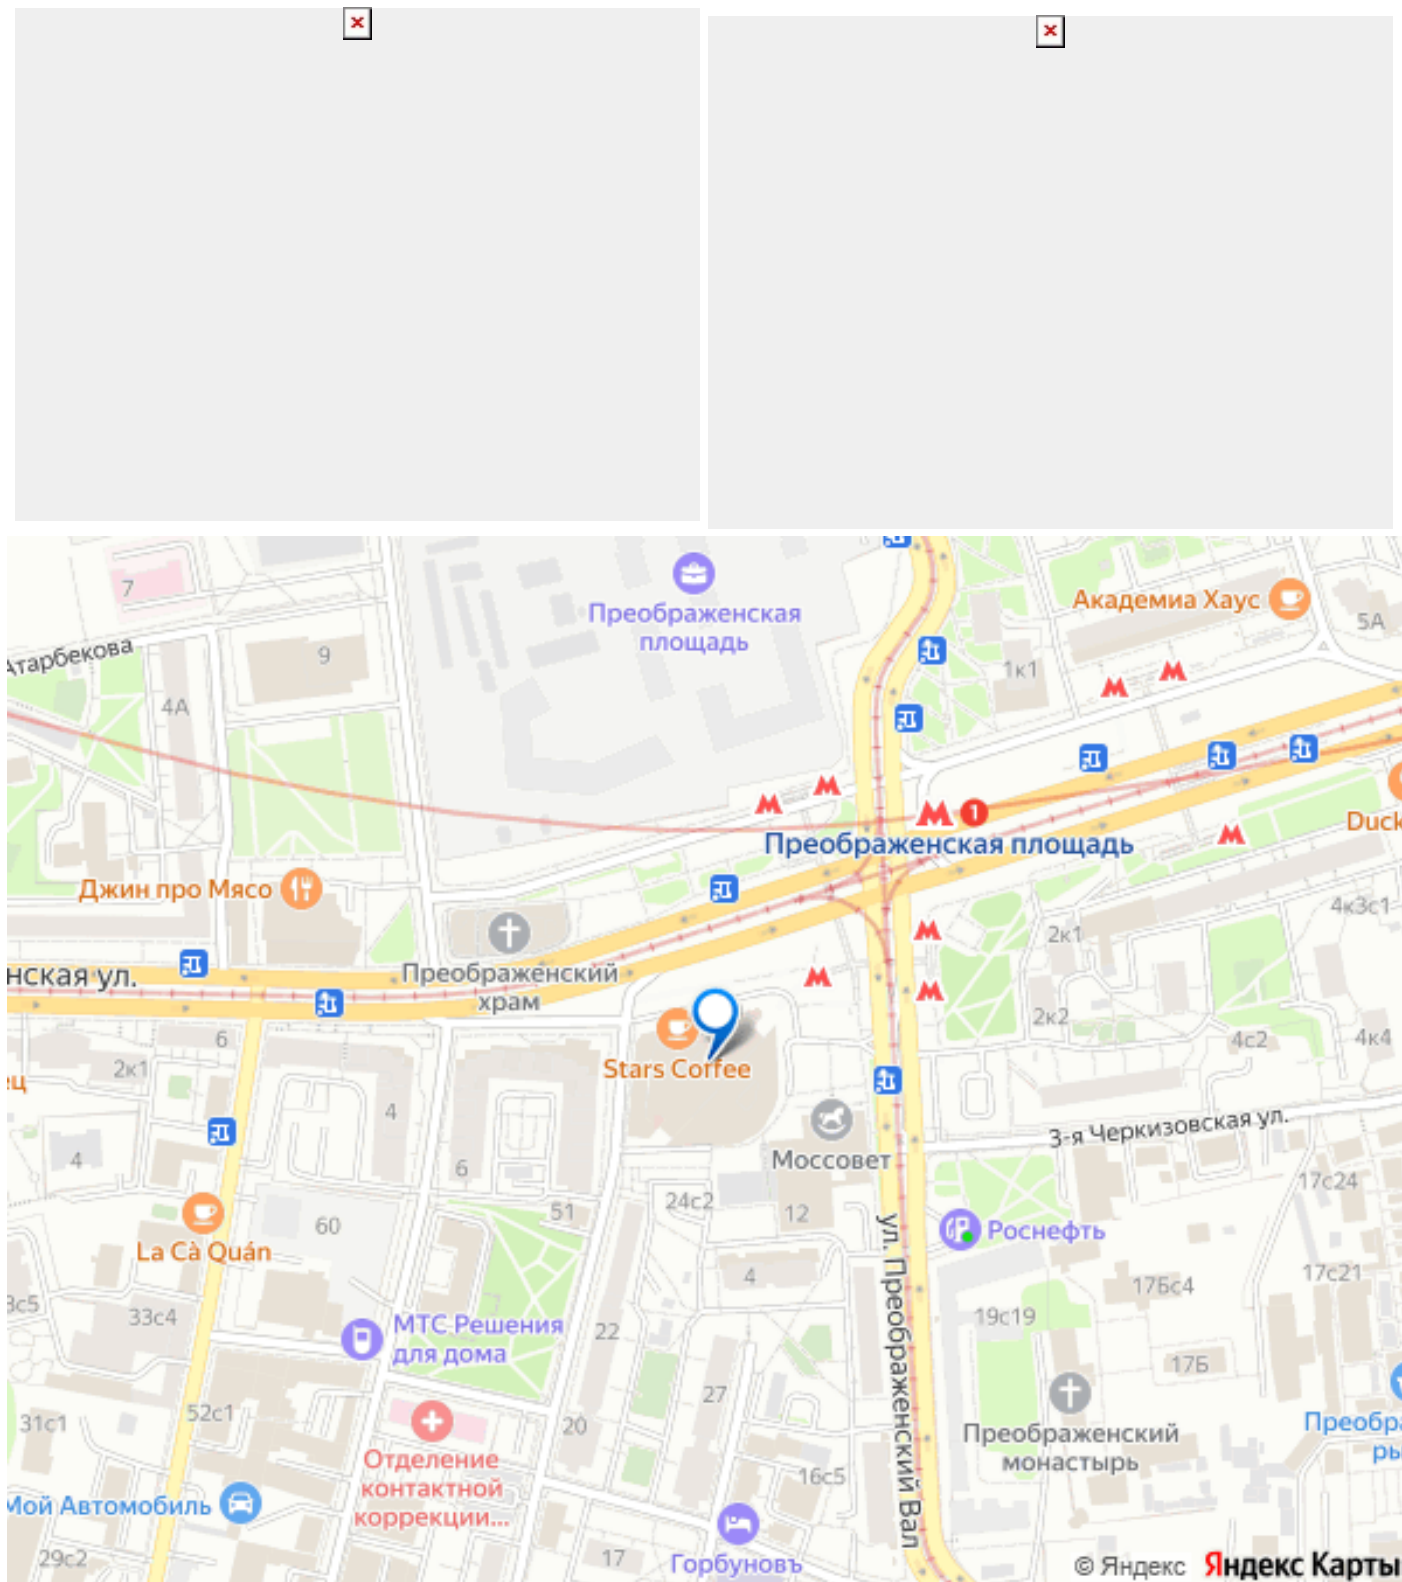 7
Преображенская
площадь
Академиа Хаус
5А
Атарбекова
9
1к1
4А
М 1
Преображенская площадь
Duck
Джин про Мясо
4к3с1
2к1
Преображенский
храм
нская ул.
2к2
4с2
4к4
6
2к1
ец
Stars Coffee
4
3-я Черкизовская ул.
4
6
Моссовет
17с24
24с2
12
51
60
La Cà Quán
ул. Преображенский Вал
Роснефть
4
17Бс4
17с21
3с5
33с4
МТС Решения
для дома
22
19с19
17Б
27
31с1
52с1
20
Преображенский
монастырь
Преобра
ры
Отделение
контактной
коррекции...
16с5
Мой Автомобиль
29с2
17
Горбуновъ
© Яндекс Яндекс Карты